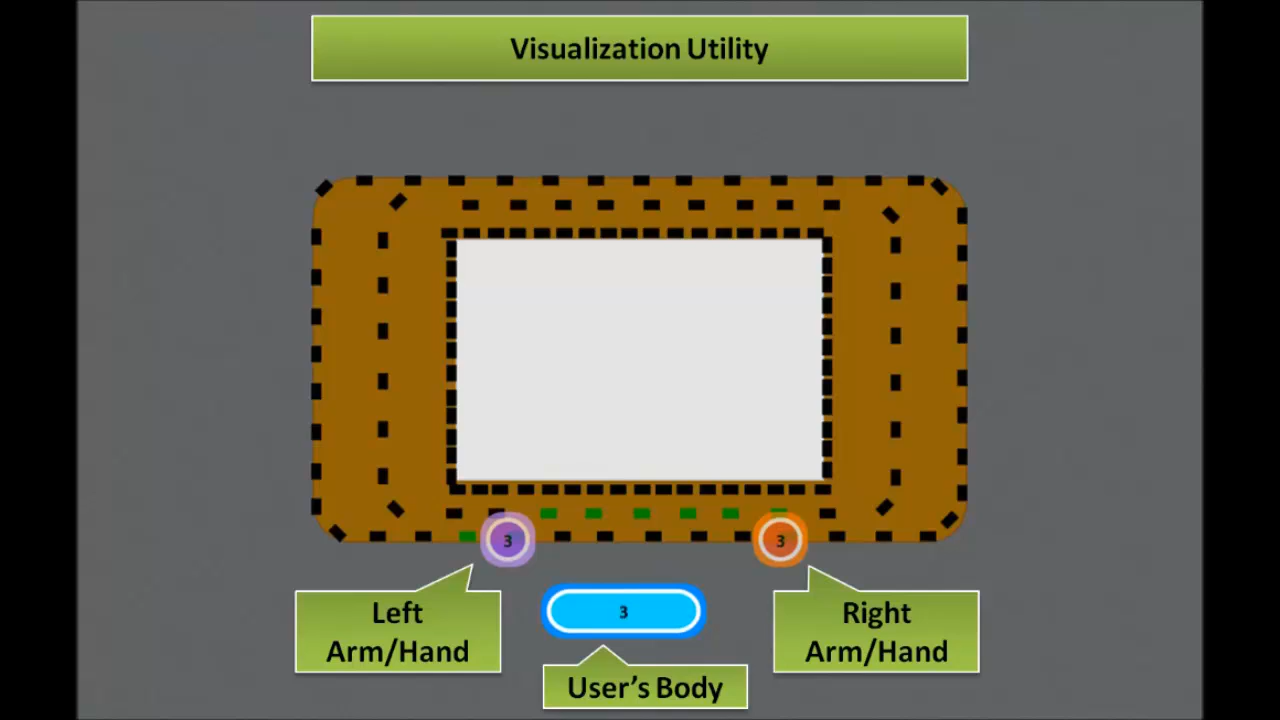 Visualization Utility
3
3
Left
Arm/Hand
3
Right
Arm/Hand
User's Body